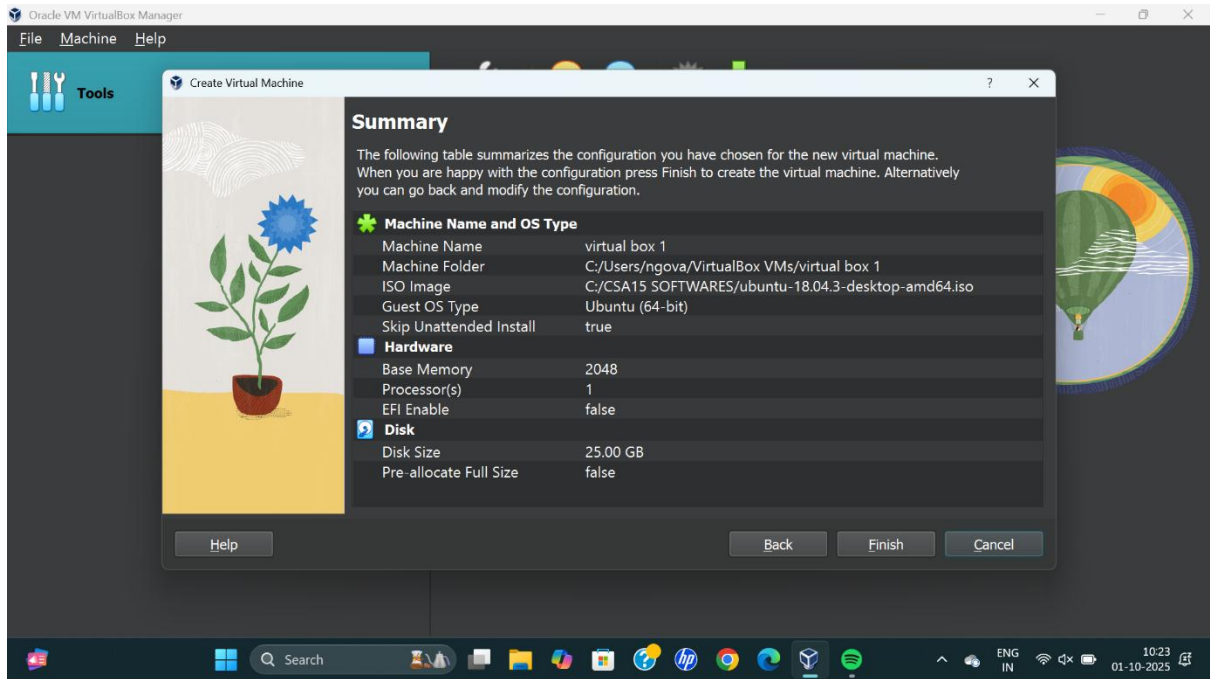 Oracle VM VirtualBox Manager
File Machine Help
Tools
Create Virtual Machine
Summary
The following table summarizes the configuration you have chosen for the new virtual machine.
When you are happy with the configuration press Finish to create the virtual machine. Alternatively
you can go back and modify the configuration.
Machine Name and OS Type
Machine Name virtual box 1
Machine Folder C:/Users/ngova/VirtualBox VMs/virtual box 1
ISO Image C:/CSA15 SOFTWARES/ubuntu-18.04.3-desktop-amd64.iso
Guest OS Type Ubuntu (64-bit)
Skip Unattended Install true
Hardware
Base Memory 2048
Processor(s) 1
EFI Enable false
Disk
Disk Size 25.00 GB
Pre-allocate Full Size false
Help Back Finish Cancel
Search
hp
ENG
IN
10:23
01-10-2025